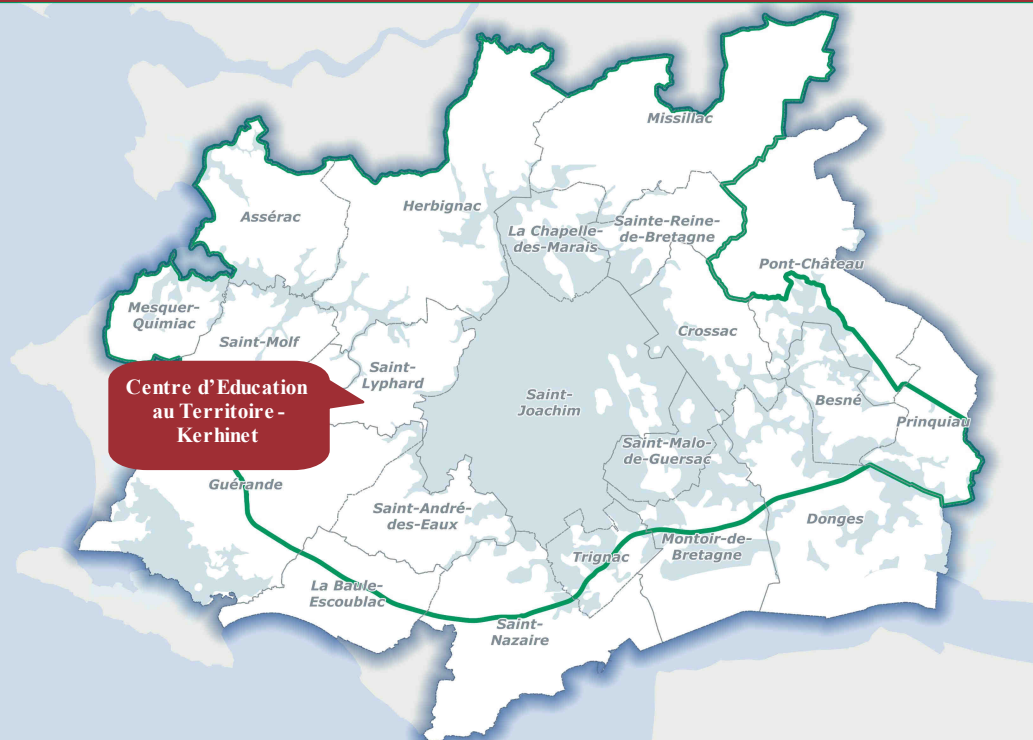 Missillac
Assérac
Herbignac
La Chapelle-
des-Marais
Sainte-Reine-
de-Bretagne
Pont-Château
Mesquer-
Quimiac
Saint-Molf
Crossac
Saint-
Lyphard
Centre d'Education
au Territoire -
Kerhinet
Saint-
Joachim
Besné
Prinquiau
Saint-Malo-
de-Guersac
Guérande
Saint-André-
des-Eaux
Donges
Trignac
Montoir-de-
Bretagne
La Baule-
Escoublac
Saint-
Nazaire